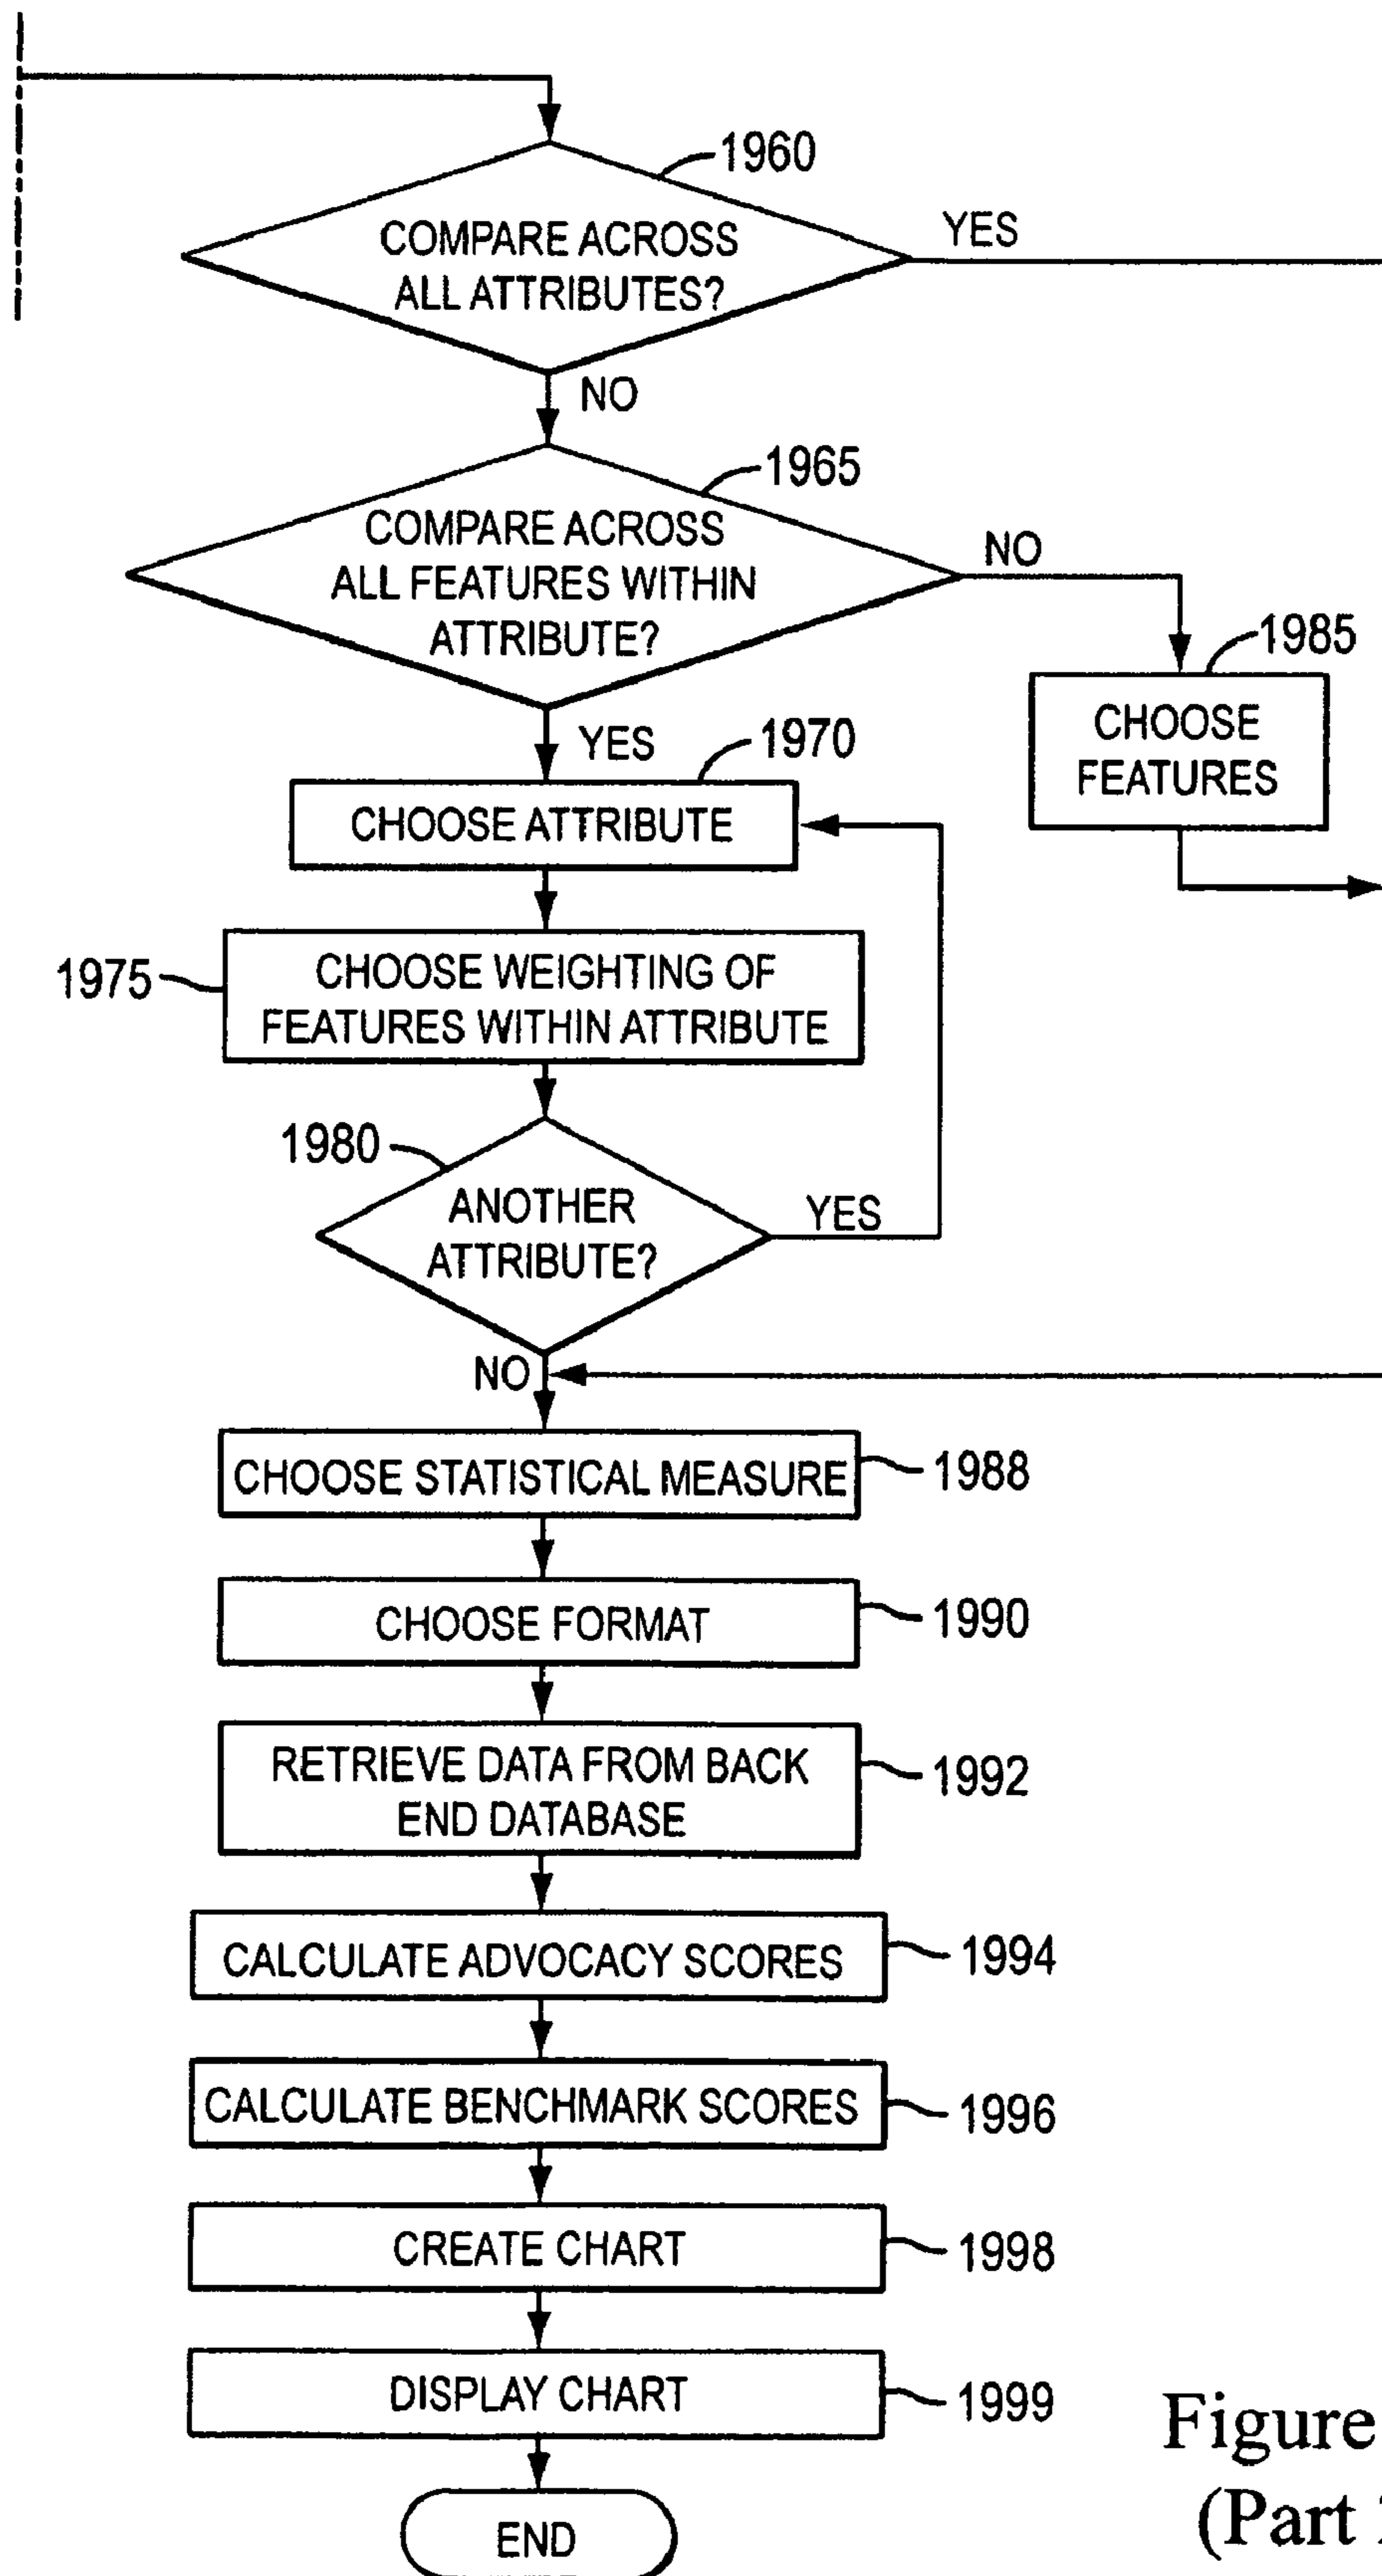 1960
COMPARE ACROSS
ALL ATTRIBUTES?
YES
NO
1965
COMPARE ACROSS
ALL FEATURES WITHIN
ATTRIBUTE?
NO
1985
CHOOSE
FEATURES
YES
1970
CHOOSE ATTRIBUTE
1975
CHOOSE WEIGHTING OF
FEATURES WITHIN ATTRIBUTE
1980
ANOTHER
ATTRIBUTE?
YES
NO
CHOOSE STATISTICAL MEASURE
1988
CHOOSE FORMAT
1990
RETRIEVE DATA FROM BACK
END DATABASE
1992
CALCULATE ADVOCACY SCORES
1994
CALCULATE BENCHMARK SCORES
1996
CREATE CHART
1998
DISPLAY CHART
1999
Figure
(Part
END